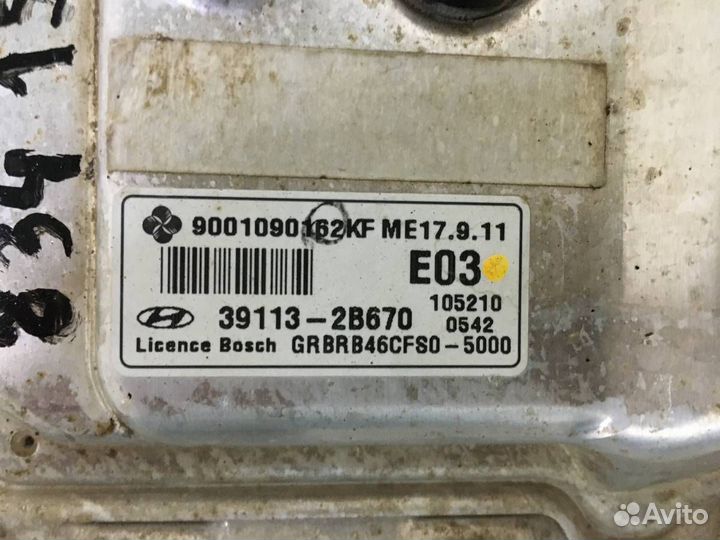 9001090162KF ME17.9.11
E03
105210
39113-2B670 0542
Licence Bosch GRBRB46CFS0-5000
Avito